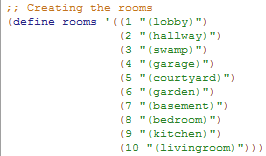 ;; Creating the rooms
(define rooms '((1 "(lobby)")
(2 "(hallway)")
(3 "(swamp)")
(4 "(garage)")
(5 "(courtyard)")
(6 "(garden)")
(7 "(basement)")
(8 "(bedroom)")
(9 "(kitchen)")
(10 "(livingroom)")))